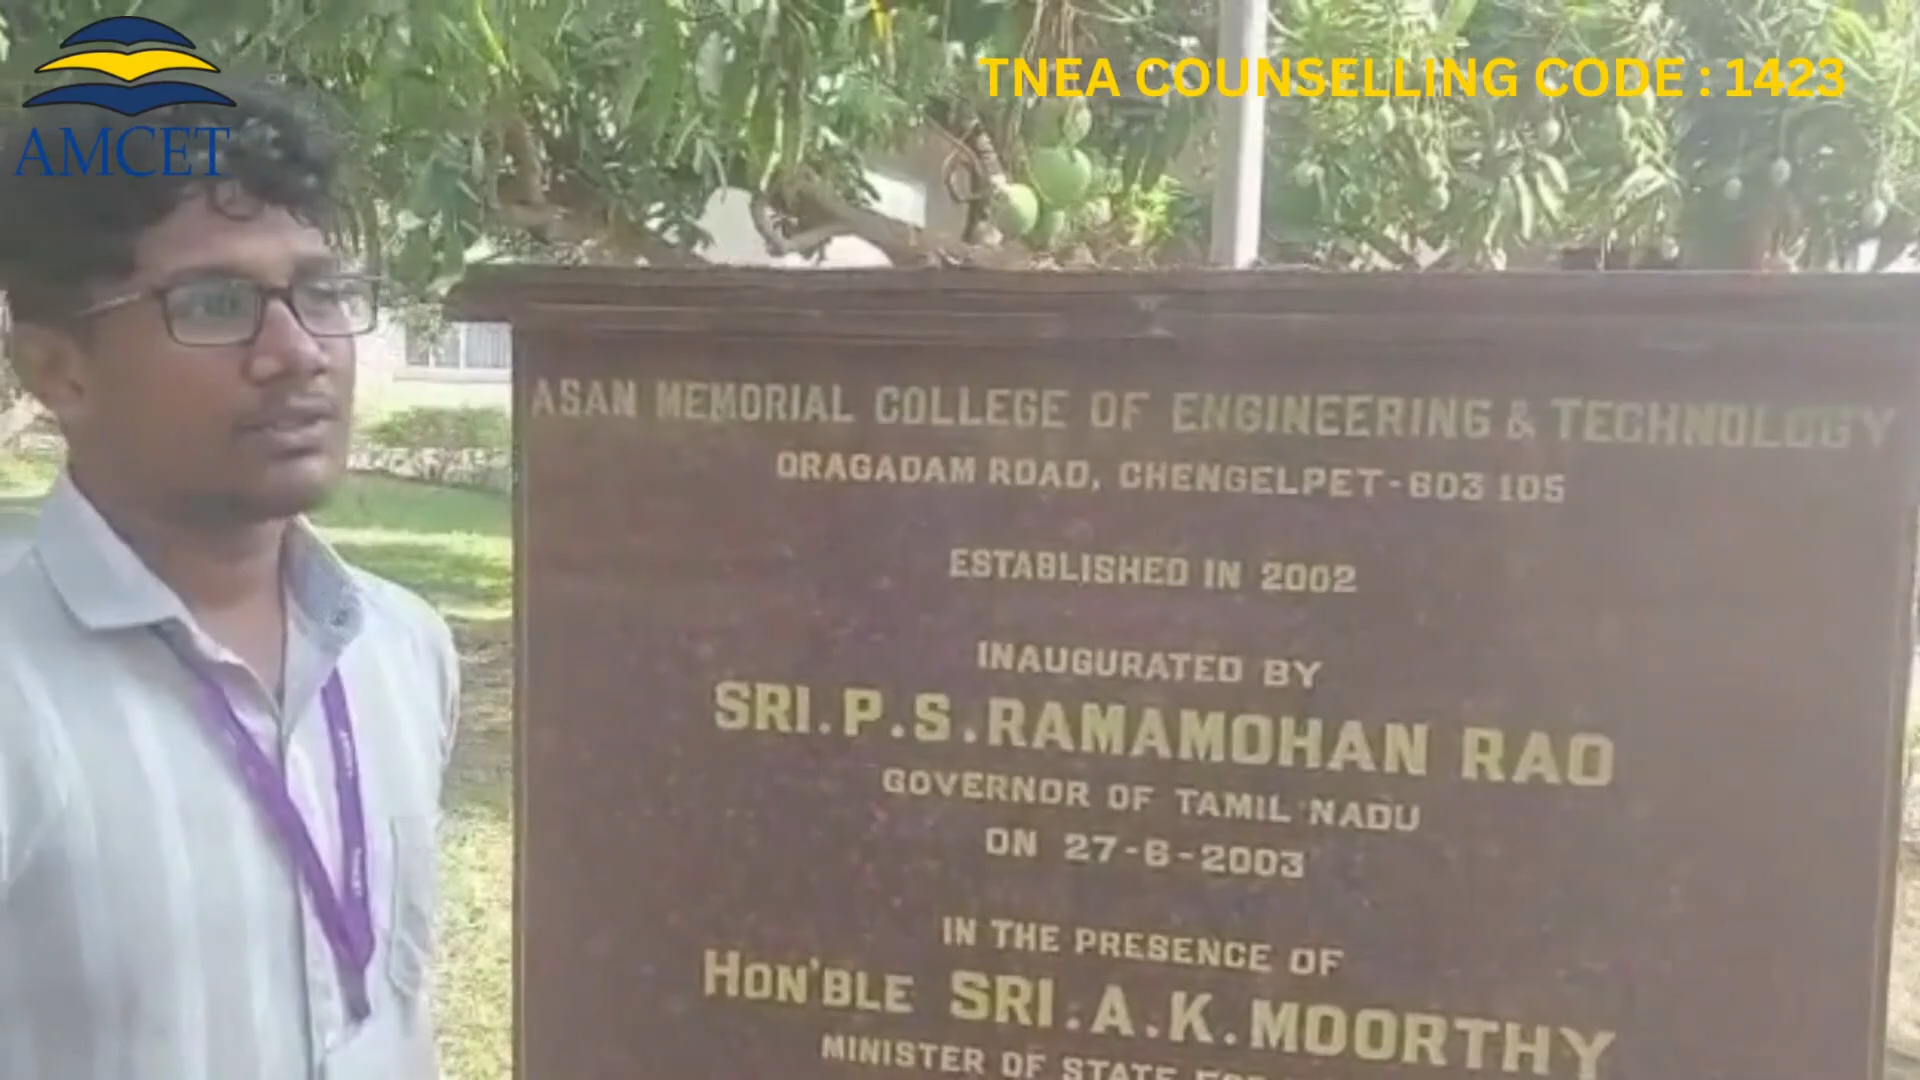 AMCET
TNEA COUNSELLING CODE : 1423
ASAN MEMORIAL COLLEGE OF ENGINEERING & TECHNOLOGY
ORAGADAM ROAD, CHENGELPET-603 105
ESTABLISHED IN 2002
INAUGURATED BY
SRI.P.S.RAMAMOHAN RAO
GOVERNOR OF TAMIL NADU
ON 27-6-2003
IN THE PRESENCE OF
HON'BLE SRI.A.K.MOORTHY
MINISTER OF STATE